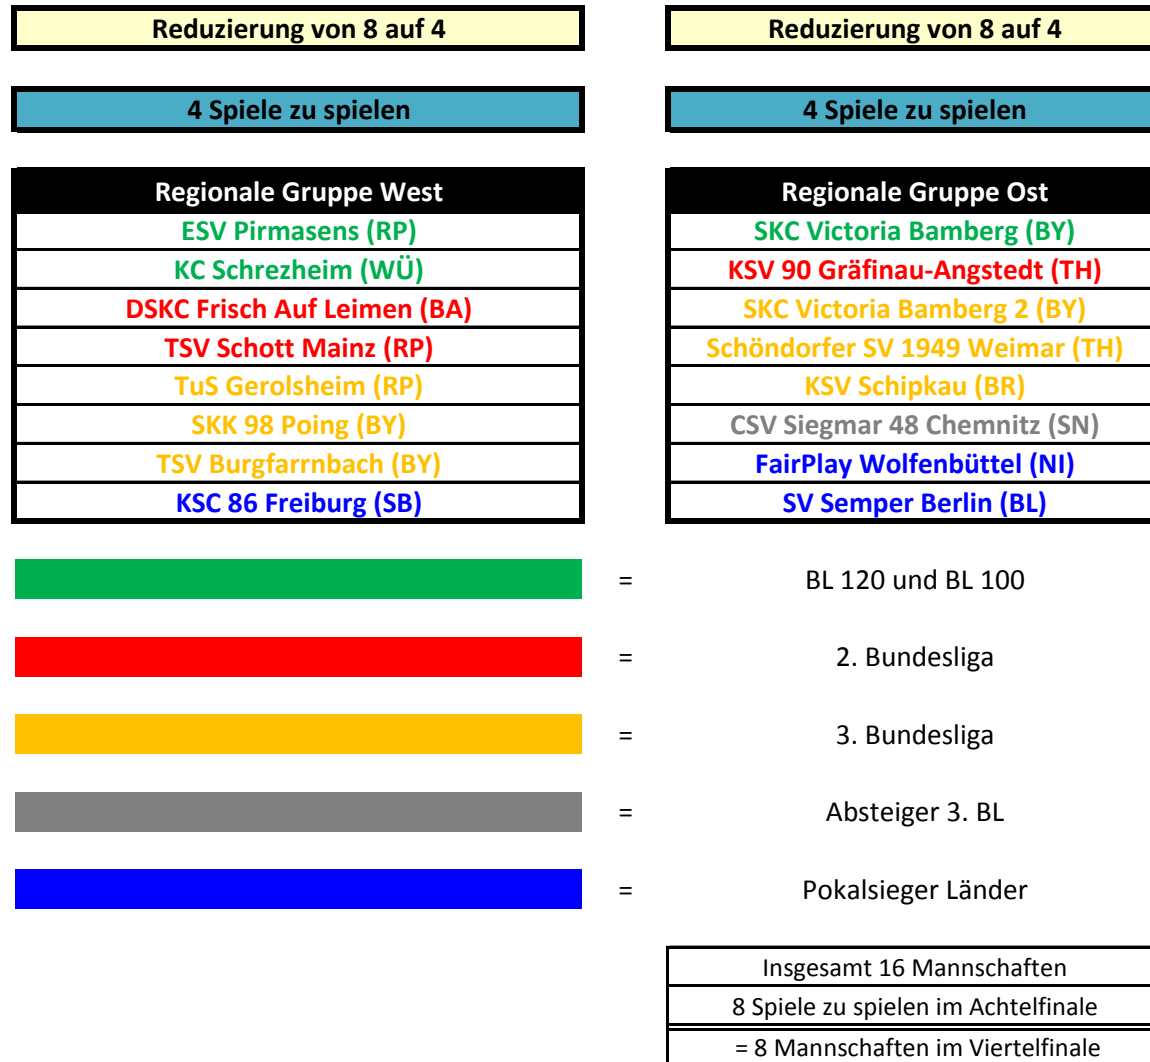 Reduzierung von 8 auf 4
Reduzierung von 8 auf 4
4 Spiele zu spielen
4 Spiele zu spielen
Regionale Gruppe West
ESV Pirmasens (RP)
KC Schrezheim (WÜ)
DSKC Frisch Auf Leimen (BA)
TSV Schott Mainz (RP)
TuS Gerolsheim (RP)
SKK 98 Poing (BY)
TSV Burgfarrnbach (BY)
KSC 86 Freiburg (SB)
Regionale Gruppe Ost
SKC Victoria Bamberg (BY)
KSV 90 Gräfinau-Angstedt (TH)
SKC Victoria Bamberg 2 (BY)
Schöndorfer SV 1949 Weimar (TH)
KSV Schipkau (BR)
CSV Siegmar 48 Chemnitz (SN)
FairPlay Wolfenbüttel (NI)
SV Semper Berlin (BL)
= BL 120 und BL 100
= 2. Bundesliga
= 3. Bundesliga
= Absteiger 3. BL
= Pokalsieger Länder
Insgesamt 16 Mannschaften
8 Spiele zu spielen im Achtelfinale
= 8 Mannschaften im Viertelfinale